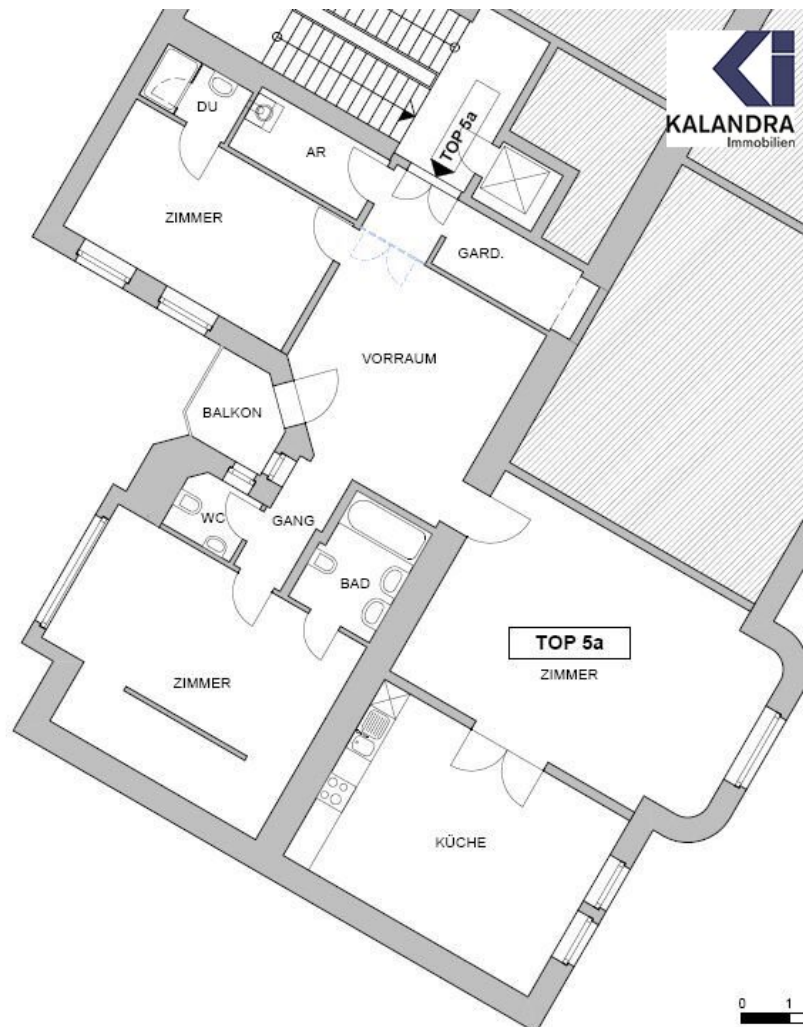 KALANDRA
Immobilien
TOP 5a
DU
AR
ZIMMER
GARD.
VORRAUM
BALKON
WC
GANG
BAD
TOP 5a
ZIMMER
ZIMMER
KÜCHE
0 1